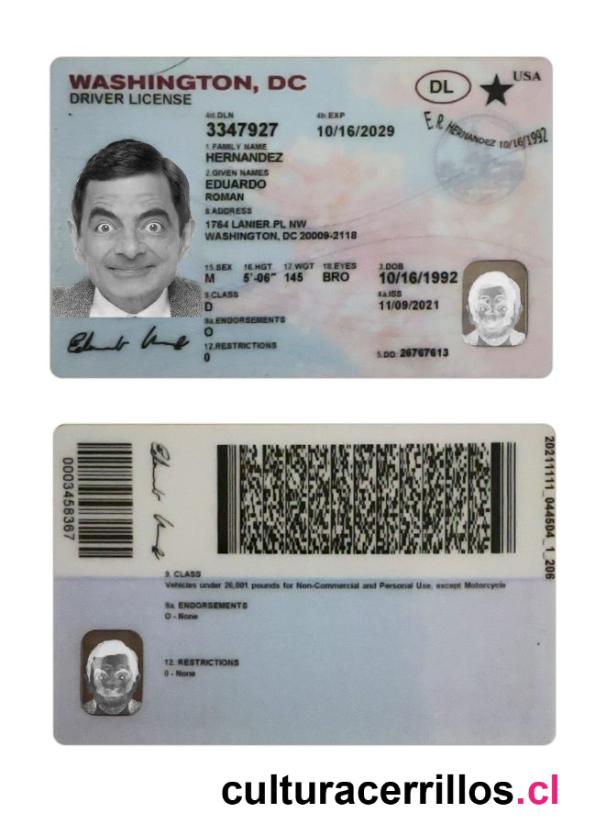 WASHINGTON, DC
DRIVER LICENSE
DL
USA
4d.DLN
3347927
4b.EXP
10/16/2029
E. R. HERNANDEZ 10/16/1992
1.FAMILY NAME
HERNANDEZ
2.GIVEN NAMES
EDUARDO
ROMAN
8.ADDRESS
1764 LANIER PL NW
WASHINGTON, DC 20009-2118
15.SEX 16.HGT 17.WGT 18.EYES
M 5'-06" 145 BRO
3.DOB
10/16/1992
9.CLASS
D
4a.ISS
11/09/2021
9a.ENDORSEMENTS
O
12.RESTRICTIONS
0
5.DD 26767613
0003458367
20211111_044504_1_206
9. CLASS
Vehicles under 26,001 pounds for Non-Commercial and Personal Use, except Motorcycle
9a. ENDORSEMENTS
O - None
12. RESTRICTIONS
0 - None
culturacerrillos.cl